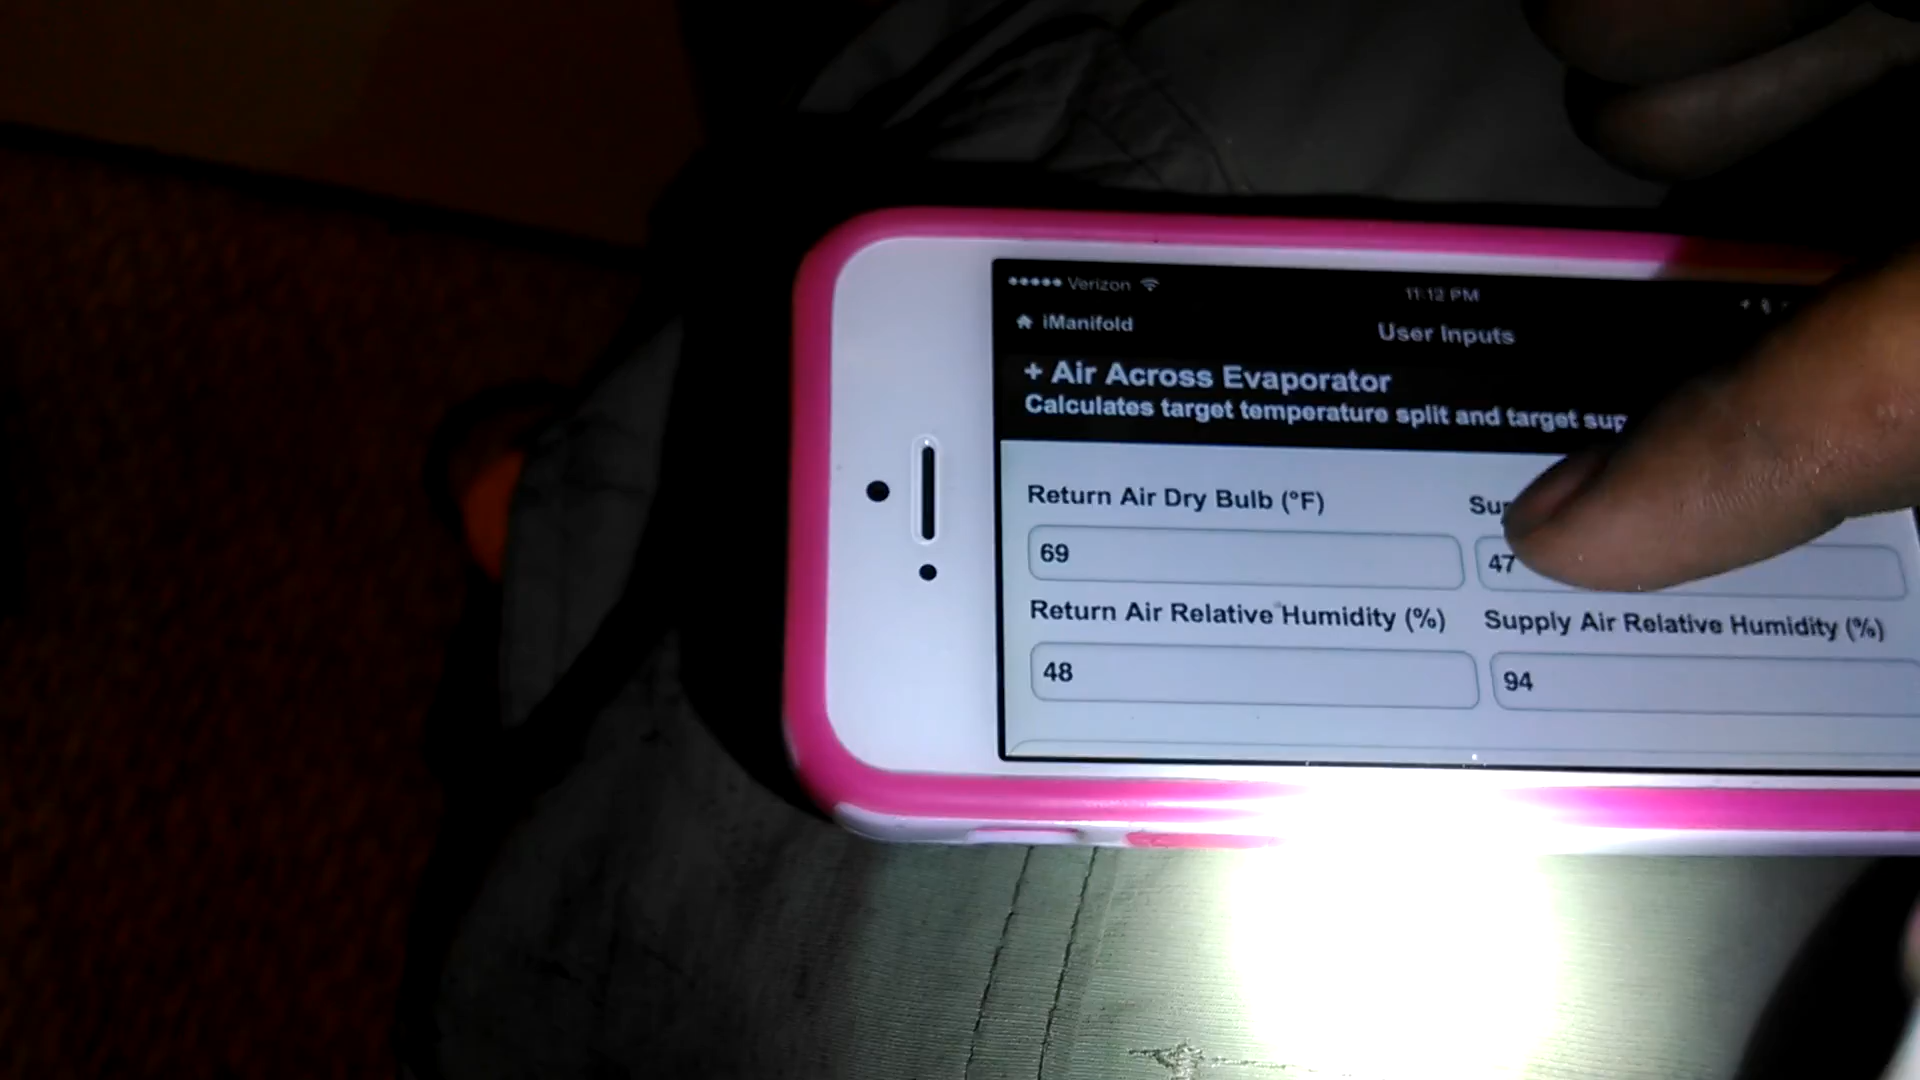 Verizon
11:12 PM
iManifold
User Inputs
+ Air Across Evaporator
Calculates target temperature split and target
Return Air Dry Bulb (°F)
69
47
Return Air Relative Humidity (%)
Supply Air Relative Humidity (%)
48
94